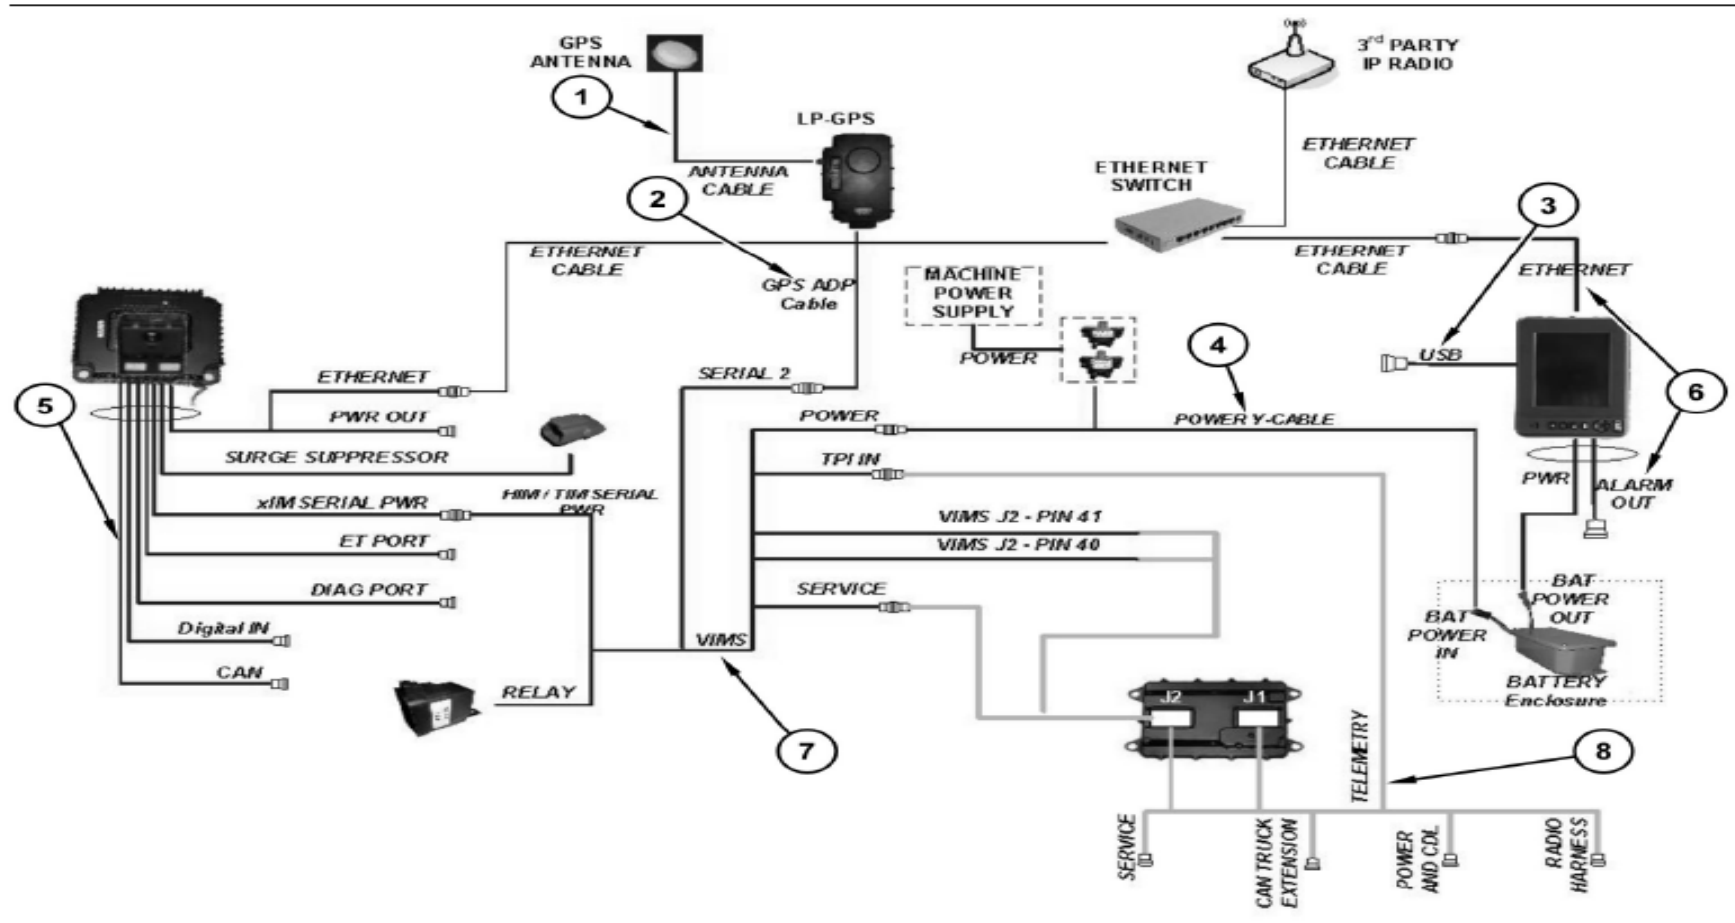 GPS
ANTENNA
3rd PARTY
IP RADIO
1
LP-GPS
ETHERNET
CABLE
ETHERNET
SWITCH
ANTENNA
CABLE
2
3
ETHERNET
CABLE
ETHERNET
CABLE
ETHERNET
GPS ADP
Cable
MACHINE
POWER
SUPPLY
POWER
4
USB
ETHERNET
SERIAL 2
5
6
PWR OUT
POWER
POWER Y-CABLE
SURGE SUPPRESSOR
TPI IN
PWR
ALARM
OUT
xIM SERIAL PWR
HIM / TIM SERIAL
PWR
VIMS J2 - PIN 41
ET PORT
VIMS J2 - PIN 40
DIAG PORT
SERVICE
BAT
POWER
OUT
Digital IN
VIMS
BAT
POWER
IN
CAN
RELAY
BATTERY
Enclosure
J2
J1
7
TELEMETRY
8
SERVICE
CAN TRUCK
EXTENSION
POWER
AND CDL
RADIO
HARNESS